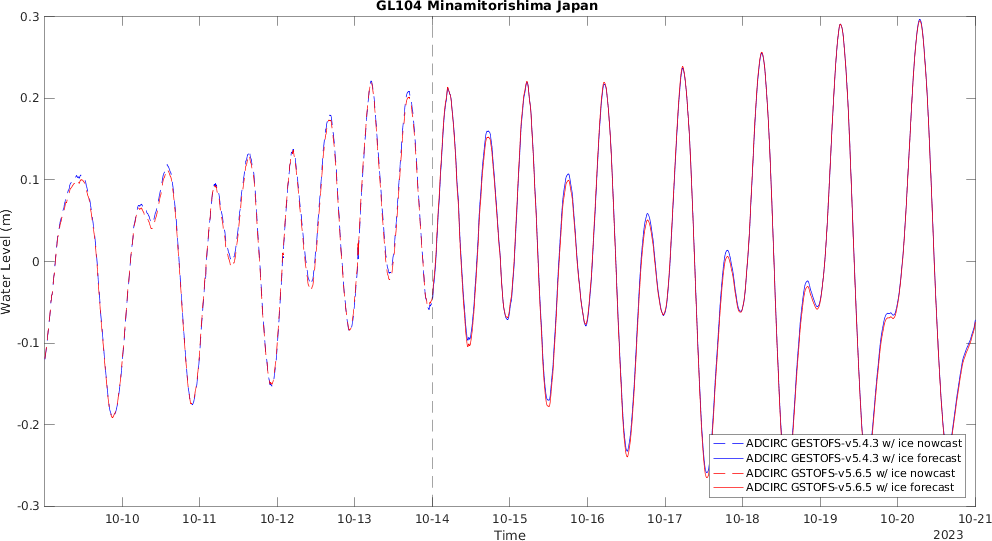 GL104 Minamitorishima Japan
0.3
0.2
0.1
0
-0.1
-0.2
-0.3
Water Level (m)
ADCIRC GESTOFS-v5.4.3 w/ ice nowcast
ADCIRC GESTOFS-v5.4.3 w/ ice forecast
ADCIRC GSTOFS-v5.6.5 w/ ice nowcast
ADCIRC GSTOFS-v5.6.5 w/ ice forecast
10-10 10-11 10-12 10-13 10-14 10-15 10-16 10-17 10-18 10-19 10-20 10-21
Time
2023